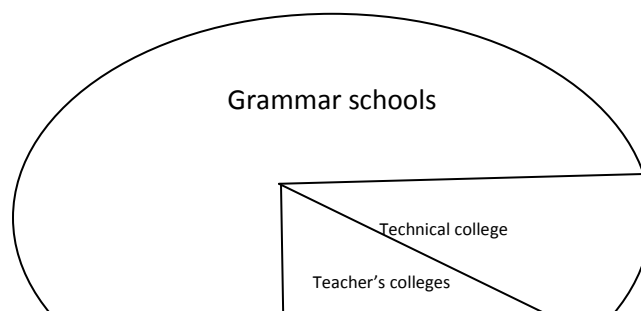 Grammar schools
Technical college
Teacher’s colleges